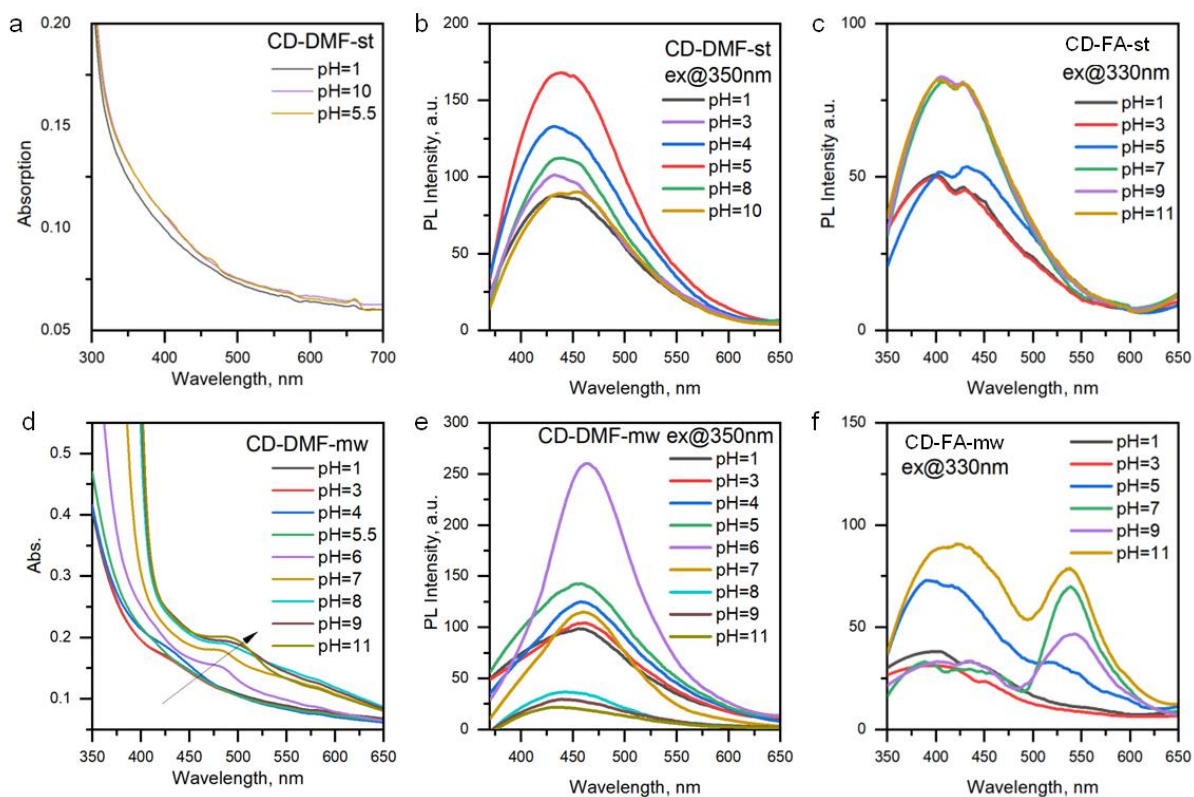 a
0.20
0.15
0.10
0.05
Absorption
CD-DMF-st
pH=1
pH=10
pH=5.5
300
400
500
600
700
Wavelength, nm
b
200
150
100
50
0
PL Intensity, a.u.
CD-DMF-st
ex@350nm
pH=1
pH=3
pH=4
pH=5
pH=8
pH=10
400
450
500
550
600
650
Wavelength, nm
c
100
50
0
PL Intensity a.u.
CD-FA-st
ex@330nm
pH=1
pH=3
pH=5
pH=7
pH=9
pH=11
350
400
450
500
550
600
650
Wavelength, nm
d
0.5
0.4
0.3
0.2
0.1
Abs.
CD-DMF-mw
pH=1
pH=3
pH=4
pH=5.5
pH=6
pH=7
pH=8
pH=9
pH=11
350
400
450
500
550
600
650
Wavelength, nm
e
300
250
200
150
100
50
0
PL Intensity, a.u.
CD-DMF-mw ex@350nm
pH=1
pH=3
pH=4
pH=5
pH=6
pH=7
pH=8
pH=9
pH=11
400
450
500
550
600
650
Wavelength, nm
f
150
100
50
0
CD-FA-mw
ex@330nm
pH=1
pH=3
pH=5
pH=7
pH=9
pH=11
350
400
450
500
550
600
650
Wavelength, nm